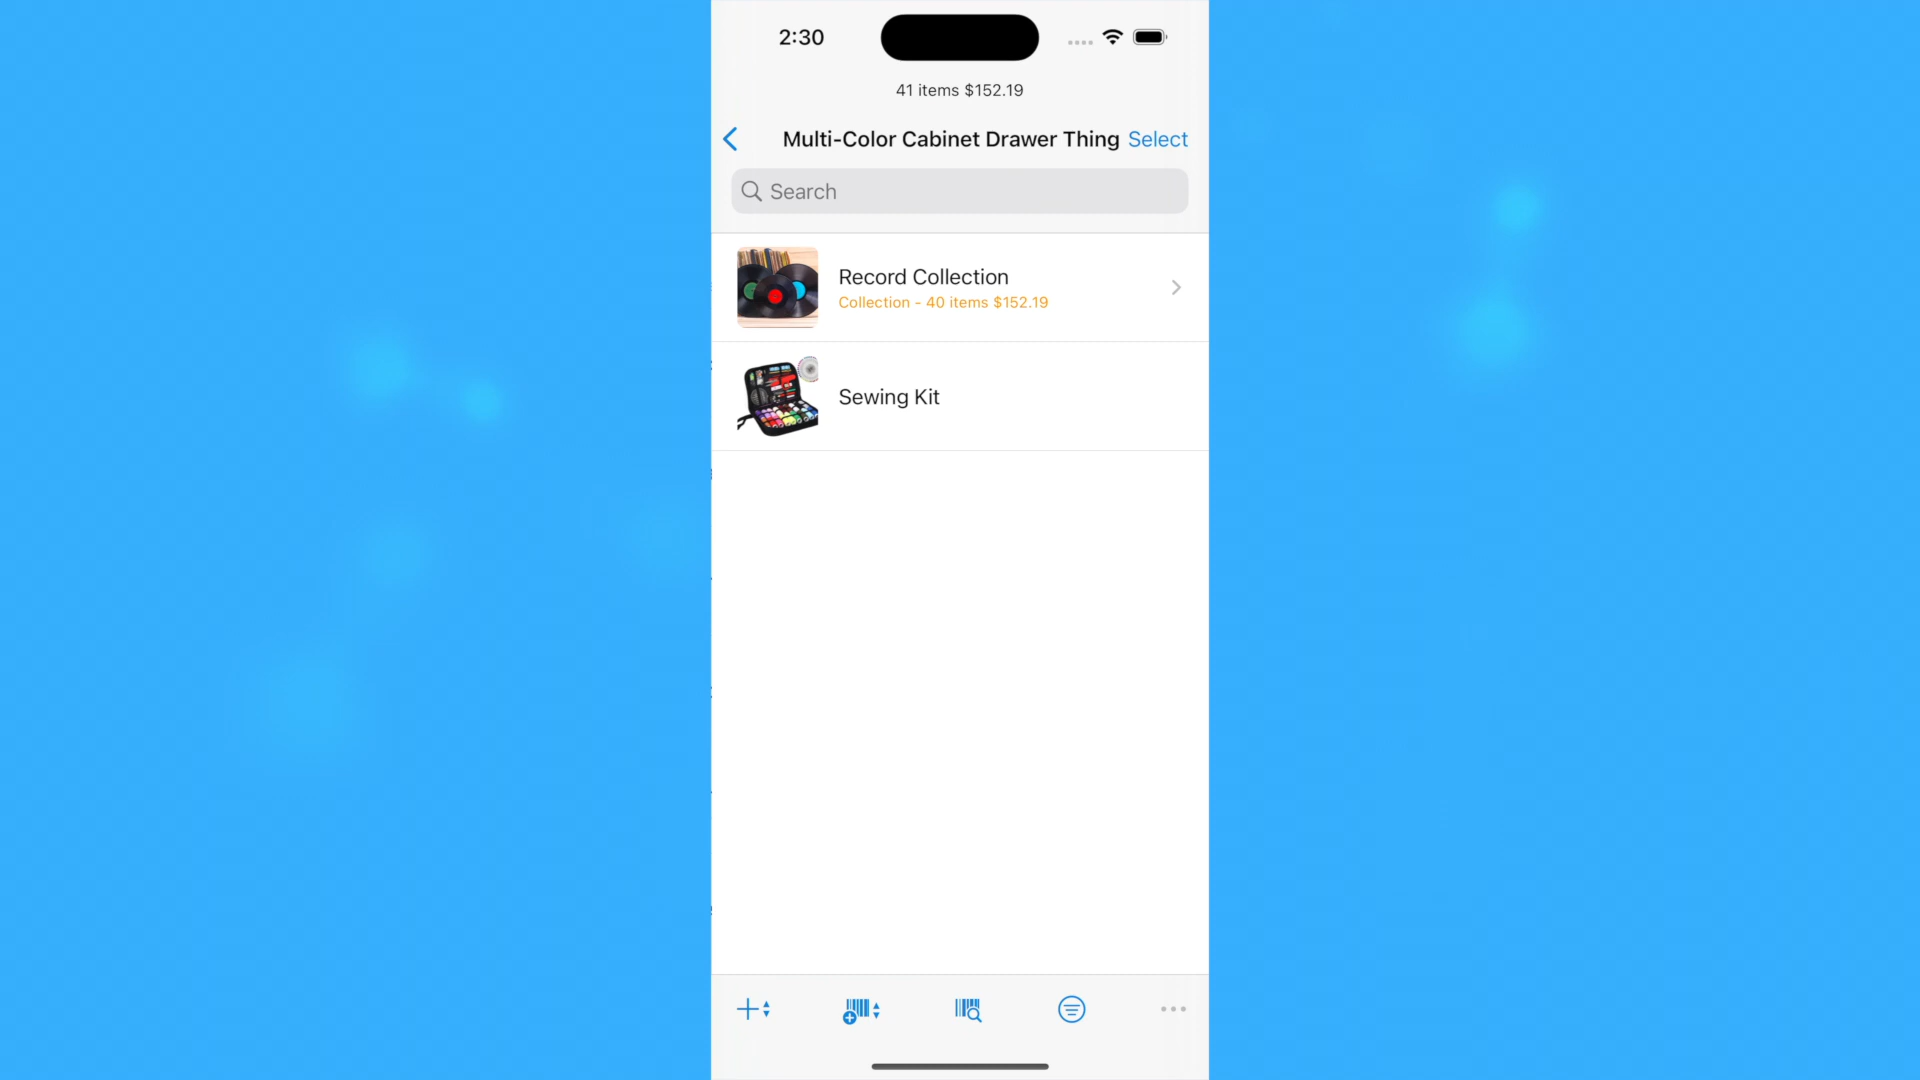 2:30
41 items $152.19
Multi-Color Cabinet Drawer Thing Select
Search
Record Collection
Collection - 40 items $152.19
Sewing Kit